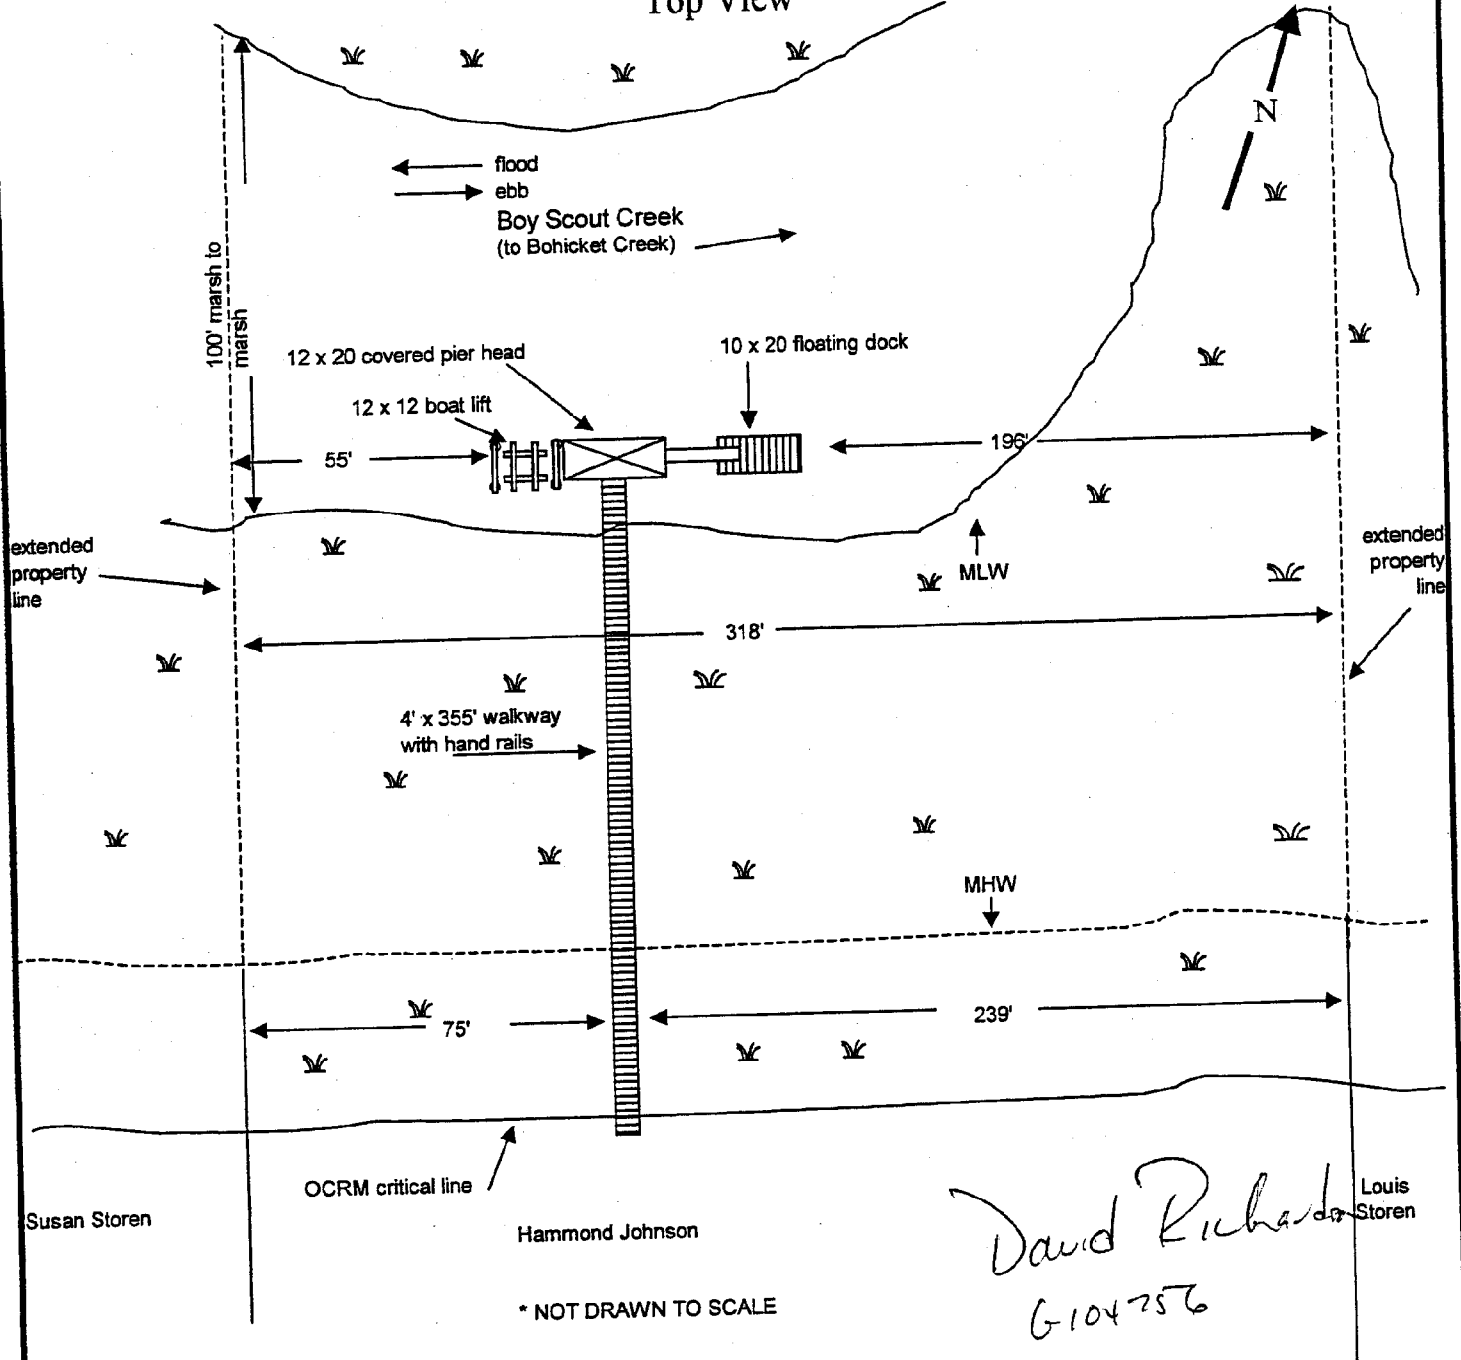 Top View
flood
ebb
Boy Scout Creek
(to Bohicket Creek)
N
100' marsh to
marsh
12 x 20 covered pier head
10 x 20 floating dock
12 x 12 boat lift
55'
196'
extended
property
line
MLW
extended
property
line
318'
4' x 355' walkway
with hand rails
MHW
75'
239'
OCRM critical line
Susan Storen
Hammond Johnson
Louis
Storen
David Richardson
G104756
* NOT DRAWN TO SCALE